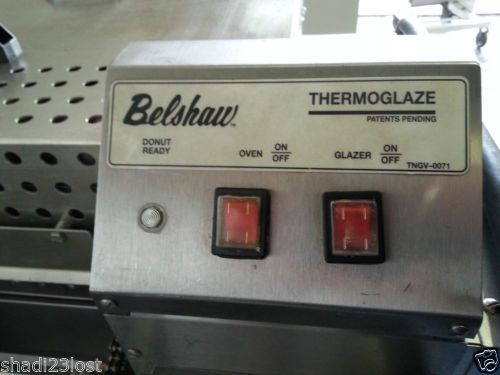 Belshaw
THERMOGLAZE
PATENTS PENDING
DONUT
READY
OVEN ON
OFF
GLAZER ON
OFF
TNGV-0071
shadi23lost